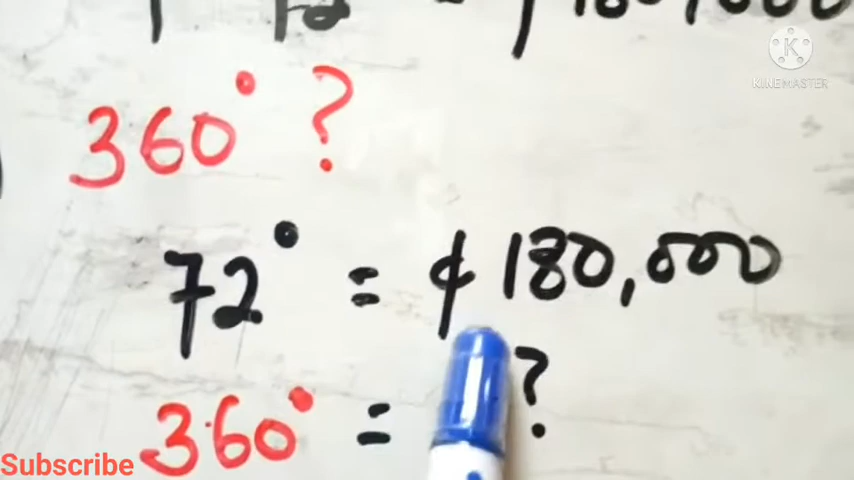 KINEMASTER
360° ?
72° = ¢180,000
360° = ?
Subscribe